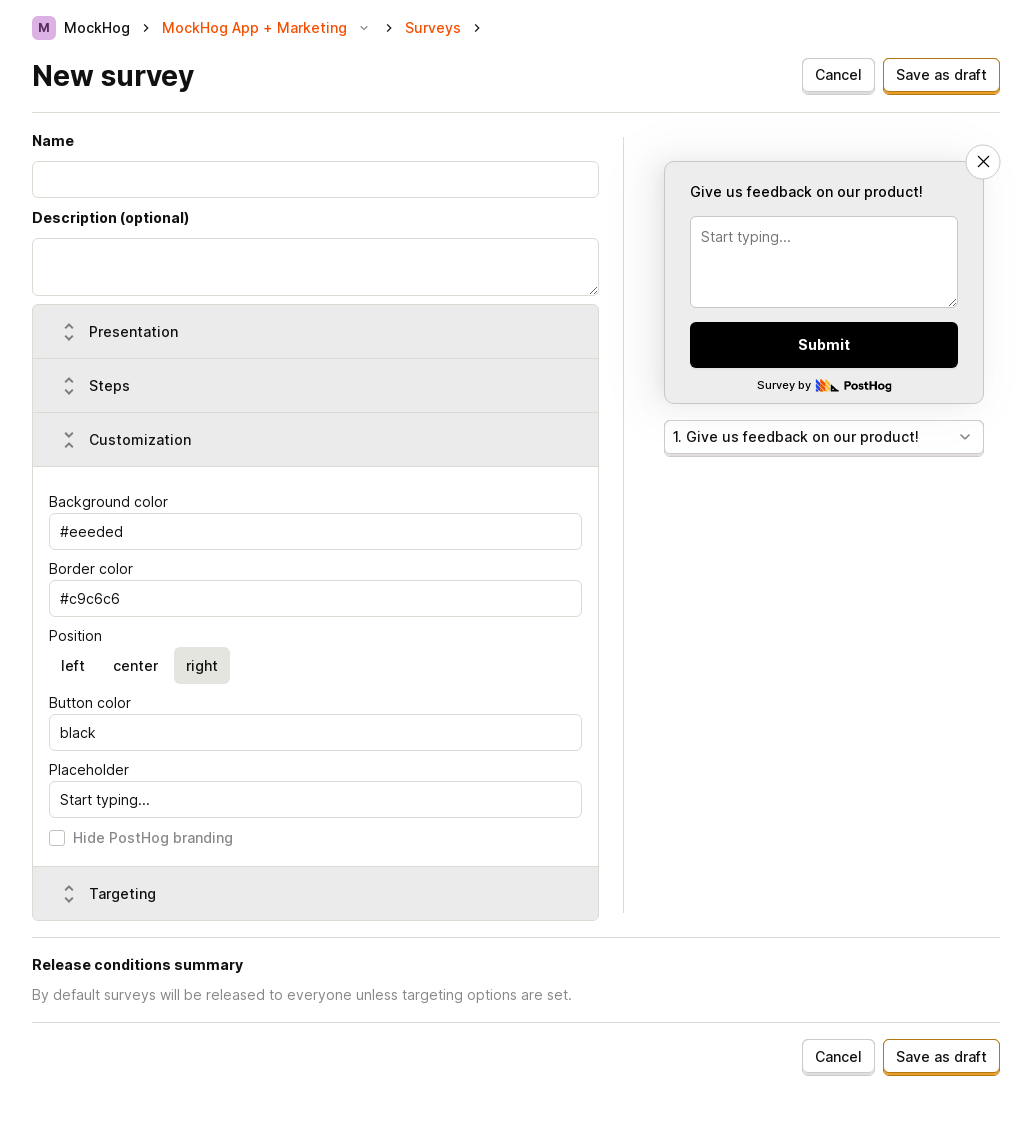 M MockHog MockHog App + Marketing Surveys
New survey
Cancel Save as draft
Name
Description (optional)
Presentation
Steps
Customization
Background color
#eeeded
Border color
#c9c6c6
Position
left center right
Button color
black
Placeholder
Start typing...
Hide PostHog branding
Targeting
Give us feedback on our product!
Start typing...
Submit
Survey by PostHog
1. Give us feedback on our product!
Release conditions summary
By default surveys will be released to everyone unless targeting options are set.
Cancel Save as draft